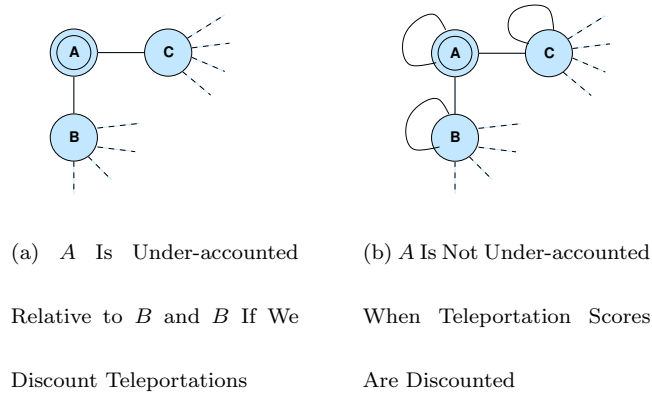 A
C
B
A
C
B
(a) A Is Under-accounted
Relative to B and B If We
Discount Teleportations
(b) A Is Not Under-accounted
When Teleportation Scores
Are Discounted